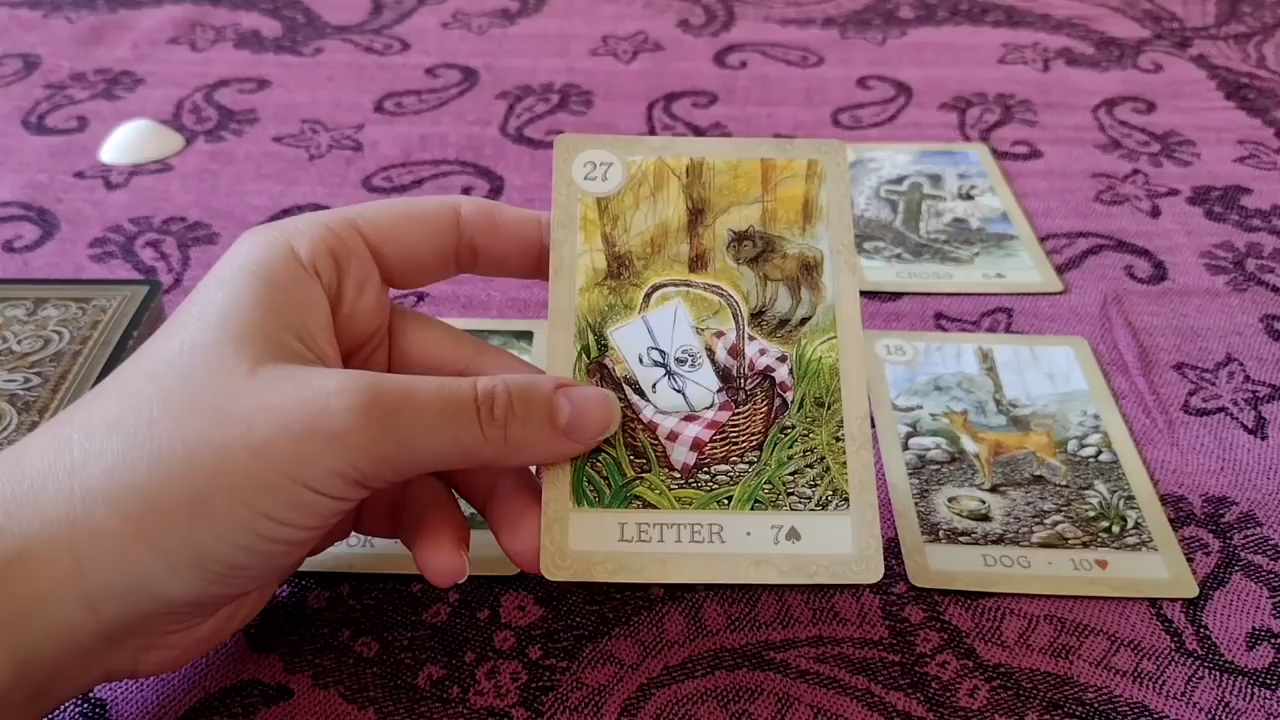 27
LETTER · 7♠
CROSS · 6♣
18
DOG · 10♥